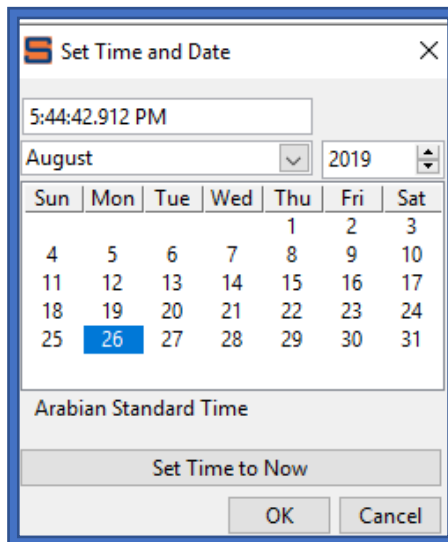 Set Time and Date
5:44:42.912 PM
August 2019
Sun Mon Tue Wed Thu Fri Sat
1 2 3
4 5 6 7 8 9 10
11 12 13 14 15 16 17
18 19 20 21 22 23 24
25 26 27 28 29 30 31
Arabian Standard Time
Set Time to Now
OK Cancel